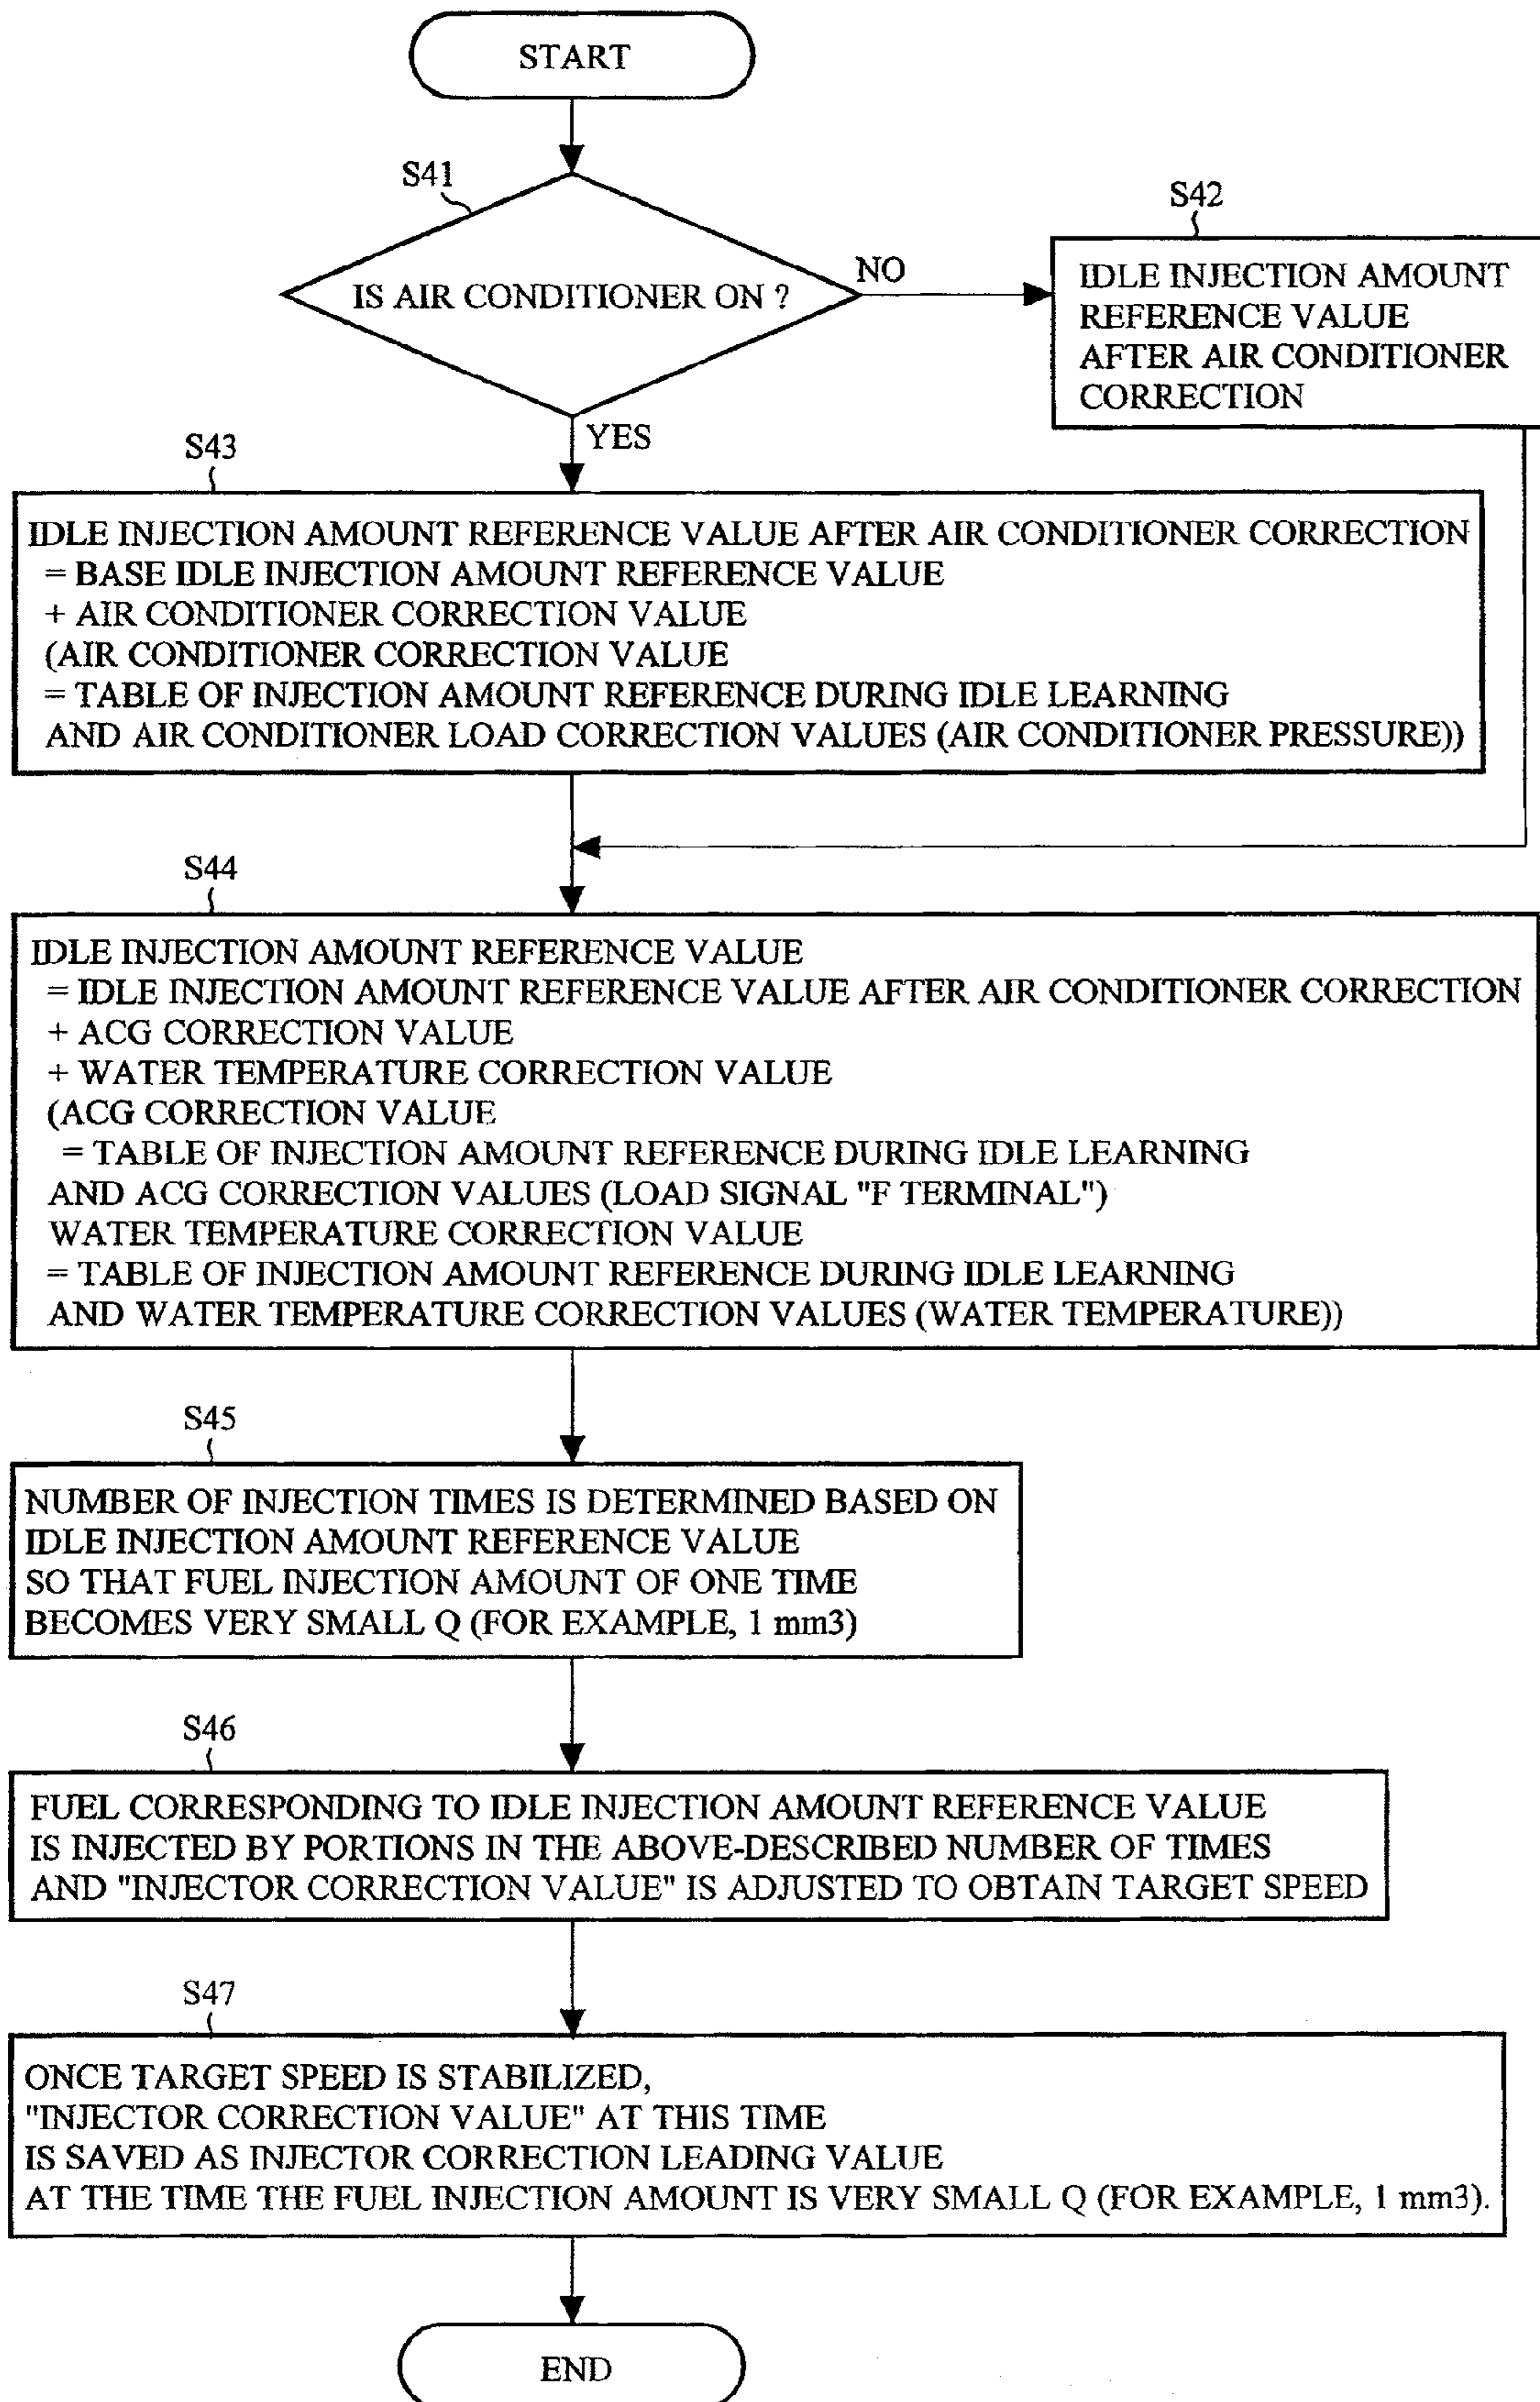 START
S41
IS AIR CONDITIONER ON ?
NO
S42
IDLE INJECTION AMOUNT
REFERENCE VALUE
AFTER AIR CONDITIONER
CORRECTION
YES
S43
IDLE INJECTION AMOUNT REFERENCE VALUE AFTER AIR CONDITIONER CORRECTION
= BASE IDLE INJECTION AMOUNT REFERENCE VALUE
+ AIR CONDITIONER CORRECTION VALUE
(AIR CONDITIONER CORRECTION VALUE
= TABLE OF INJECTION AMOUNT REFERENCE DURING IDLE LEARNING
AND AIR CONDITIONER LOAD CORRECTION VALUES (AIR CONDITIONER PRESSURE))
S44
IDLE INJECTION AMOUNT REFERENCE VALUE
= IDLE INJECTION AMOUNT REFERENCE VALUE AFTER AIR CONDITIONER CORRECTION
+ ACG CORRECTION VALUE
+ WATER TEMPERATURE CORRECTION VALUE
(ACG CORRECTION VALUE
= TABLE OF INJECTION AMOUNT REFERENCE DURING IDLE LEARNING
AND ACG CORRECTION VALUES (LOAD SIGNAL "F TERMINAL")
WATER TEMPERATURE CORRECTION VALUE
= TABLE OF INJECTION AMOUNT REFERENCE DURING IDLE LEARNING
AND WATER TEMPERATURE CORRECTION VALUES (WATER TEMPERATURE))
S45
NUMBER OF INJECTION TIMES IS DETERMINED BASED ON
IDLE INJECTION AMOUNT REFERENCE VALUE
SO THAT FUEL INJECTION AMOUNT OF ONE TIME
BECOMES VERY SMALL Q (FOR EXAMPLE, 1 mm3)
S46
FUEL CORRESPONDING TO IDLE INJECTION AMOUNT REFERENCE VALUE
IS INJECTED BY PORTIONS IN THE ABOVE-DESCRIBED NUMBER OF TIMES
AND "INJECTOR CORRECTION VALUE" IS ADJUSTED TO OBTAIN TARGET SPEED
S47
ONCE TARGET SPEED IS STABILIZED,
"INJECTOR CORRECTION VALUE" AT THIS TIME
IS SAVED AS INJECTOR CORRECTION LEADING VALUE
AT THE TIME THE FUEL INJECTION AMOUNT IS VERY SMALL Q (FOR EXAMPLE, 1 mm3).
END